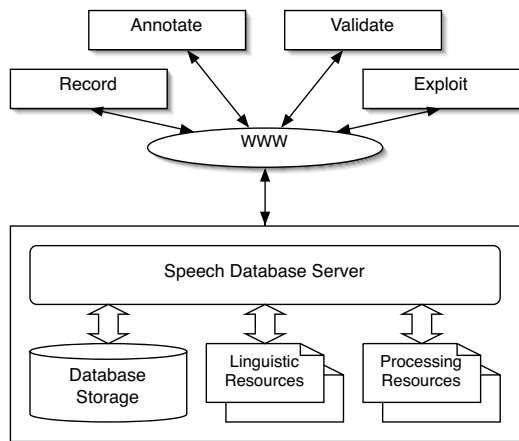 Annotate
Validate
Record
Exploit
WWW
Speech Database Server
Database
Storage
Linguistic
Resources
Processing
Resources